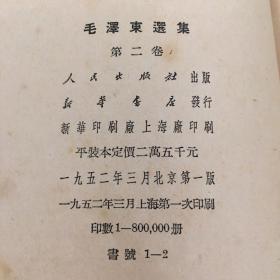 毛澤東選集
第二卷
人民出版社 出版
新華書店 發行
新華印刷廠上海廠印刷
平裝本定價二萬五千元
一九五二年三月北京第一版
一九五二年三月上海第一次印刷
印數1—800,000册
書號1—2